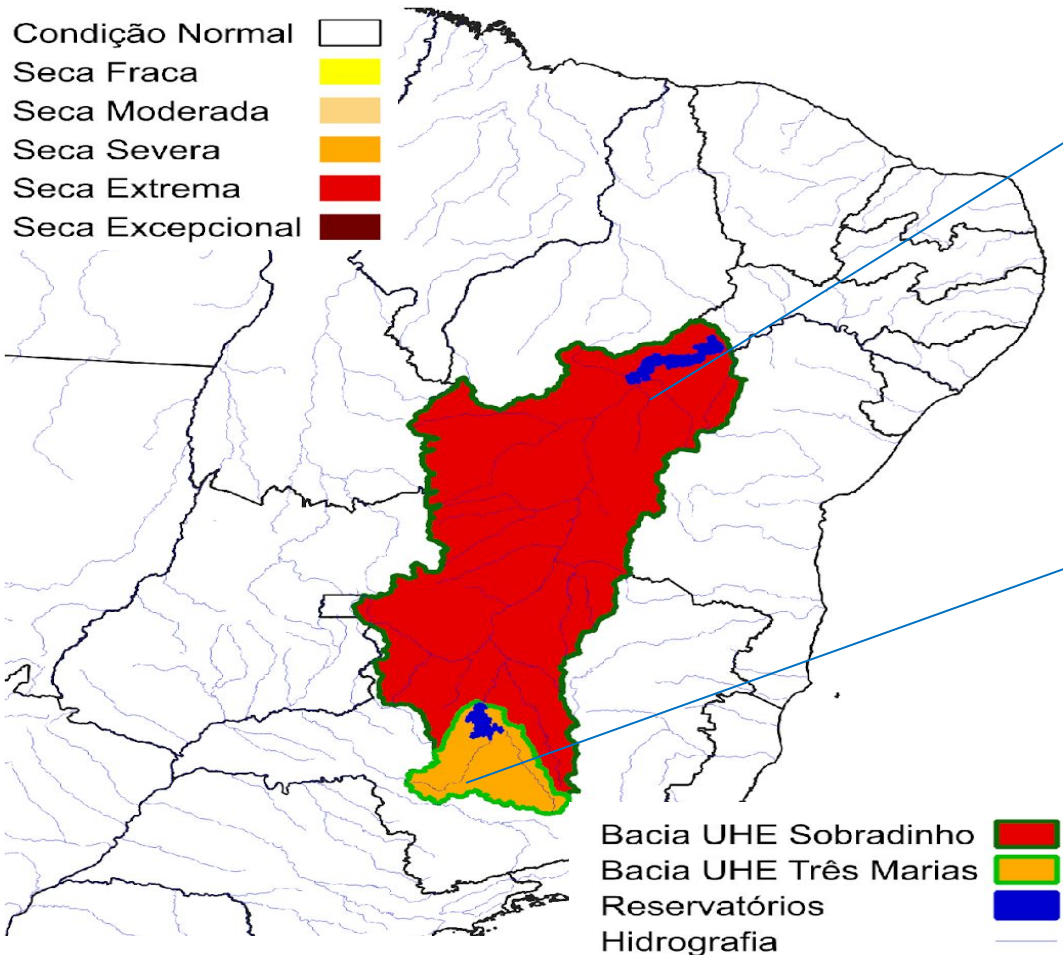 Condição Normal
Seca Fraca
Seca Moderada
Seca Severa
Seca Extrema
Seca Excepcional
Bacia UHE Sobradinho
Bacia UHE Três Marias
Reservatórios
Hidrografia